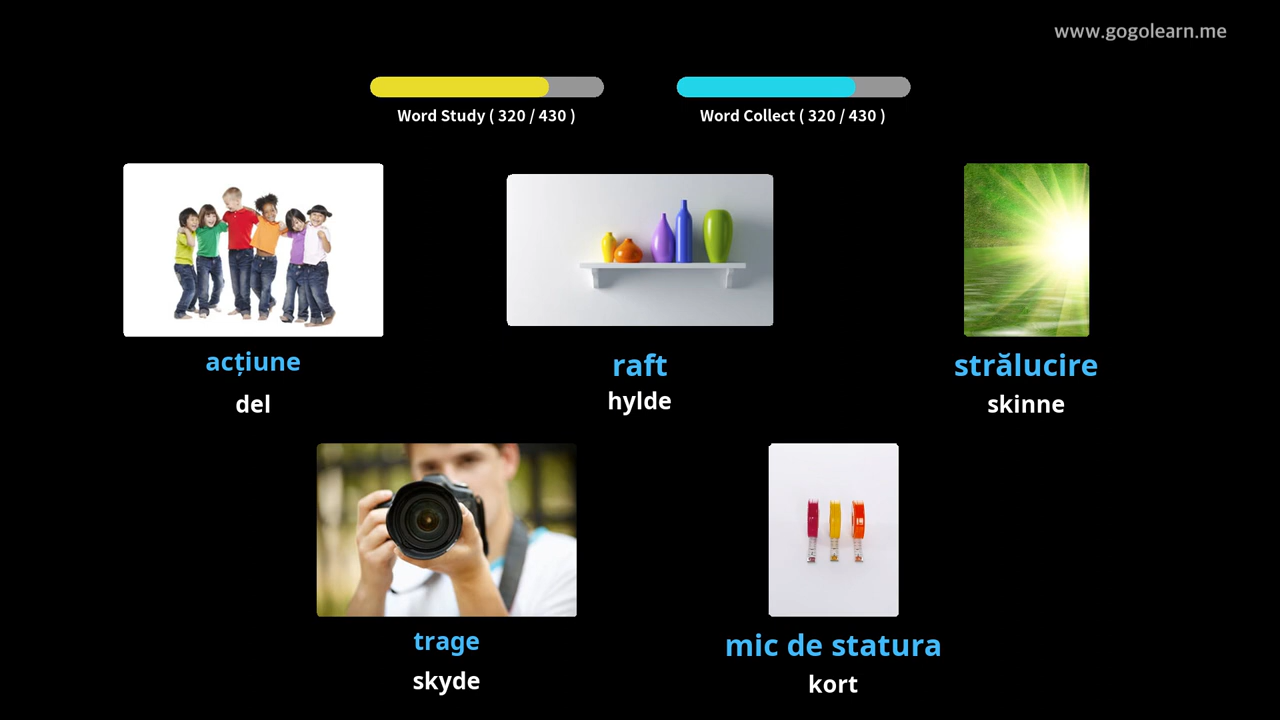 www.gogolearn.me
Word Study ( 320 / 430 )
Word Collect ( 320 / 430 )
acțiune
del
raft
hylde
strălucire
skinne
trage
skyde
mic de statura
kort